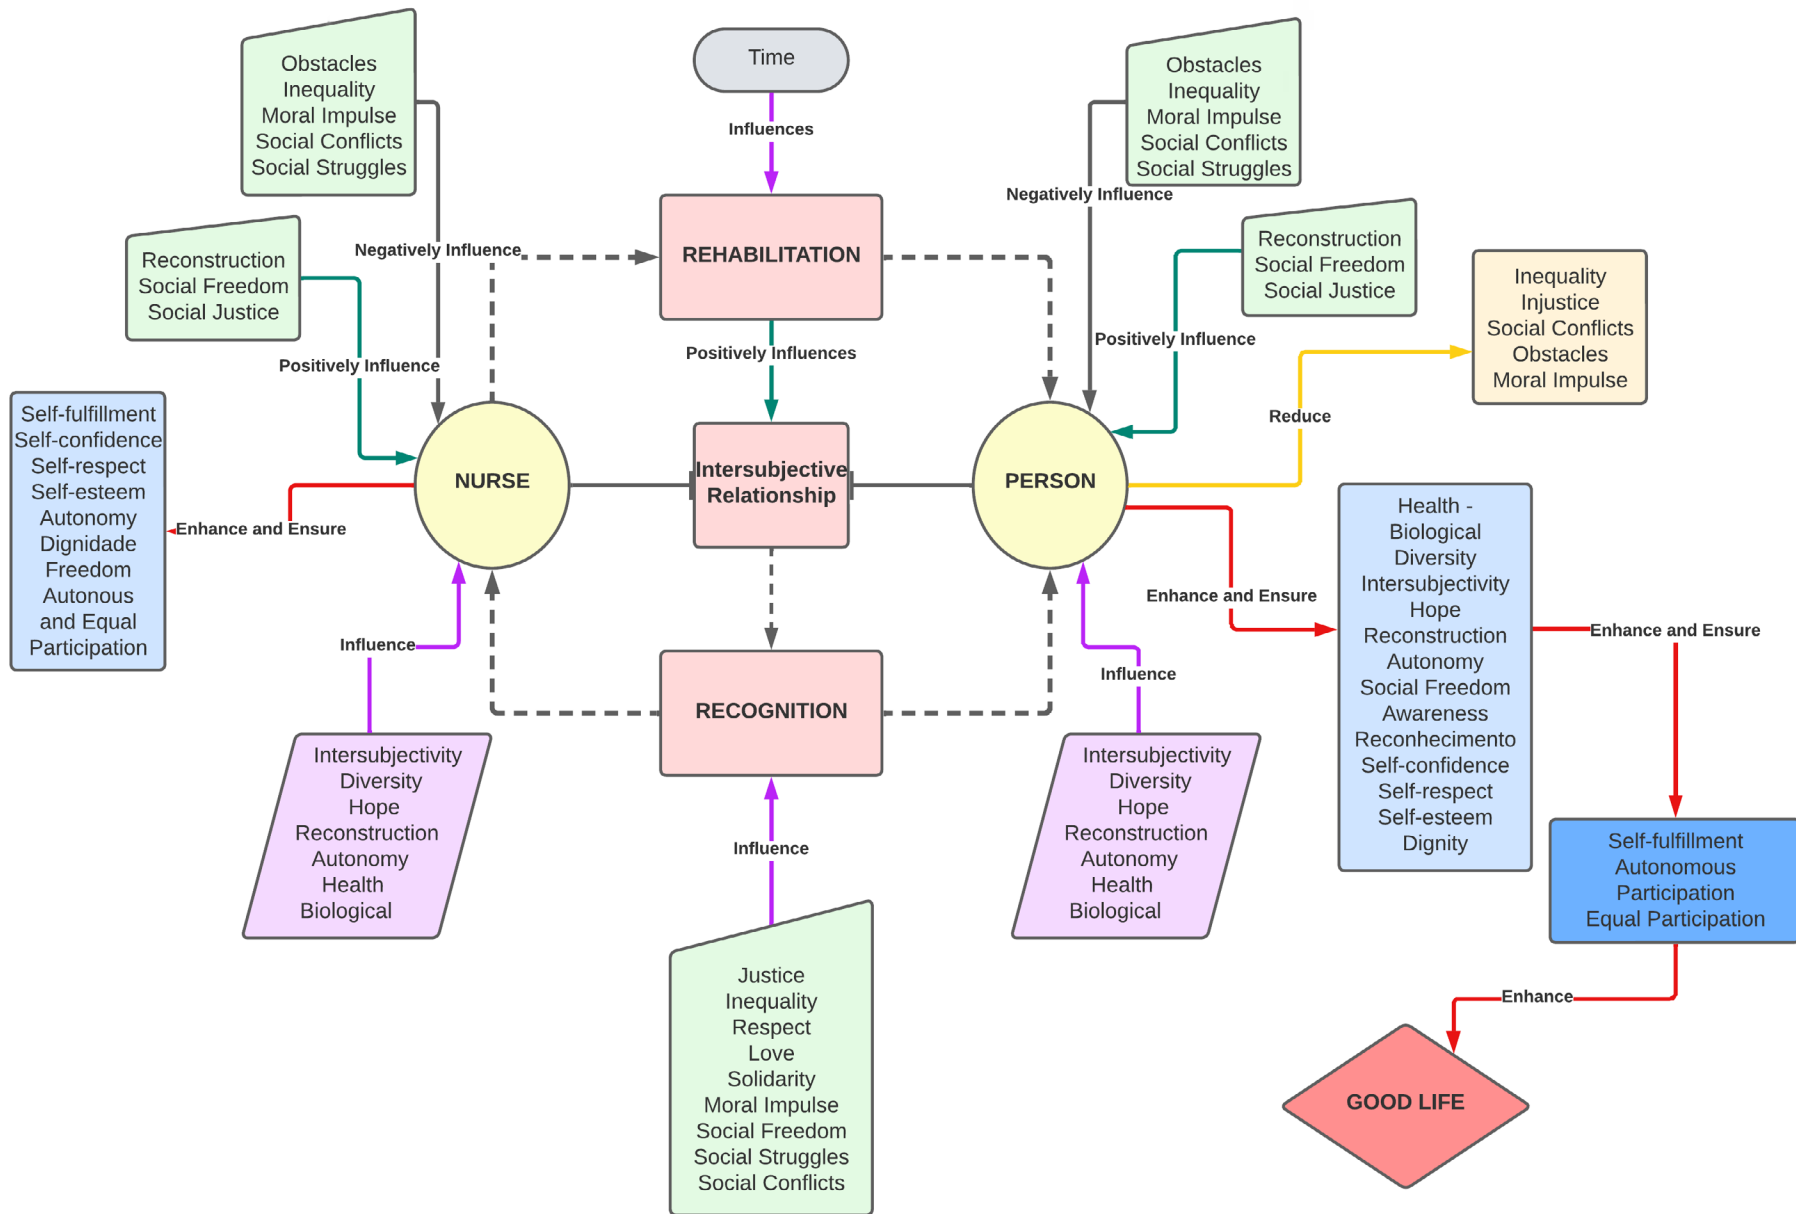 Obstacles
Inequality
Moral Impulse
Social Conflicts
Social Struggles
Time
Obstacles
Inequality
Moral Impulse
Social Conflicts
Social Struggles
Influences
Negatively Influence
Reconstruction
Social Freedom
Social Justice
Negatively Influence
REHABILITATION
Reconstruction
Social Freedom
Social Justice
Inequality
Injustice
Social Conflicts
Obstacles
Moral Impulse
Positively Influence
Positively Influences
Positively Influence
Reduce
Self-fulfillment
Self-confidence
Self-respect
Self-esteem
Autonomy
Dignidade
Freedom
Autonous
and Equal
Participation
Enhance and Ensure
NURSE
Intersubjective
Relationship
PERSON
Enhance and Ensure
Health -
Biological
Diversity
Intersubjectivity
Hope
Reconstruction
Autonomy
Social Freedom
Awareness
Reconhecimento
Self-confidence
Self-respect
Self-esteem
Dignity
Enhance and Ensure
Influence
RECOGNITION
Influence
Intersubjectivity
Diversity
Hope
Reconstruction
Autonomy
Health
Biological
Influence
Intersubjectivity
Diversity
Hope
Reconstruction
Autonomy
Health
Biological
Self-fulfillment
Autonomous
Participation
Equal Participation
Justice
Inequality
Respect
Love
Solidarity
Moral Impulse
Social Freedom
Social Struggles
Social Conflicts
Enhance
GOOD LIFE